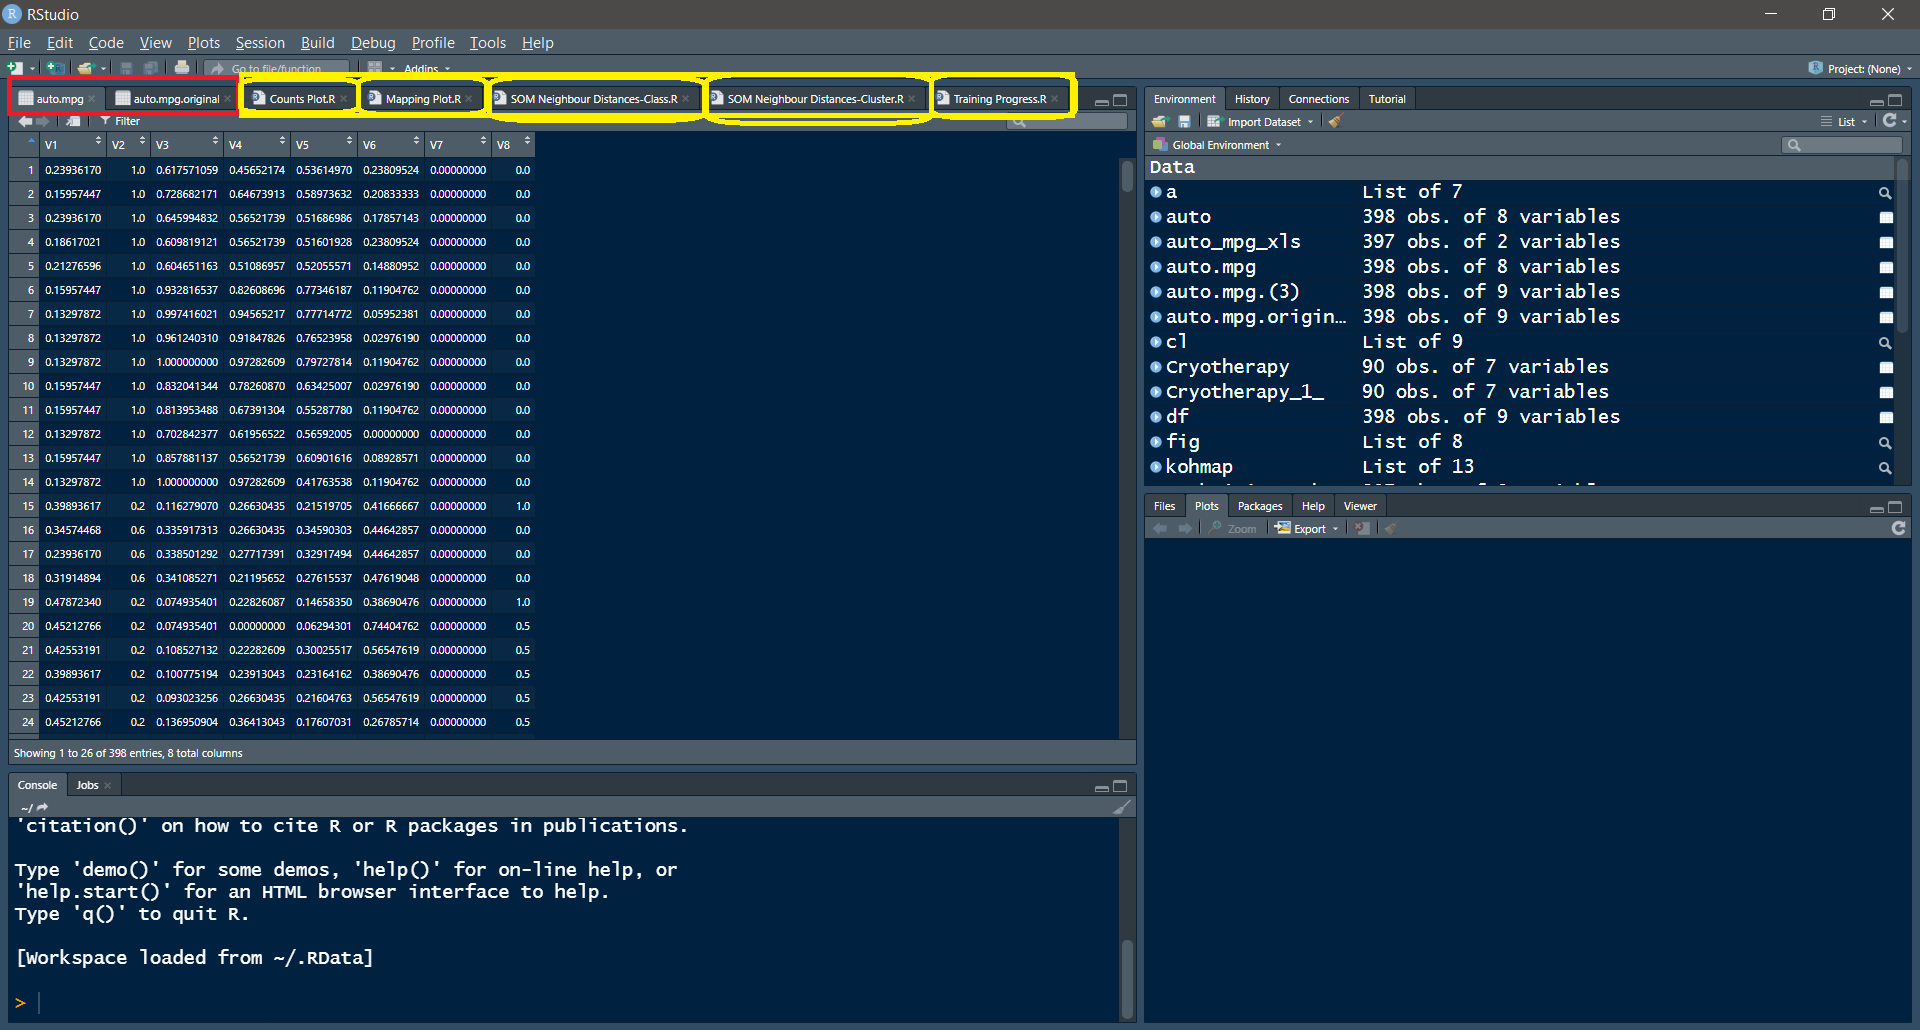 RStudio
File Edit Code View Plots Session Build Debug Profile Tools Help
Go to file/function Addins Project: (None)
auto.mpg auto.mpg.original Counts Plot.R Mapping Plot.R SOM Neighbour Distances-Class.R SOM Neighbour Distances-Cluster.R Training Progress.R
Filter
V1 V2 V3 V4 V5 V6 V7 V8
1 0.23936170 1.0 0.617571059 0.45652174 0.53614970 0.23809524 0.00000000 0.0
2 0.15957447 1.0 0.728682171 0.64673913 0.58973632 0.20833333 0.00000000 0.0
3 0.23936170 1.0 0.645994832 0.56521739 0.51686986 0.17857143 0.00000000 0.0
4 0.18617021 1.0 0.609819121 0.56521739 0.51601928 0.23809524 0.00000000 0.0
5 0.21276596 1.0 0.604651163 0.51086957 0.52055571 0.14880952 0.00000000 0.0
6 0.15957447 1.0 0.932816537 0.82608696 0.77346187 0.11904762 0.00000000 0.0
7 0.13297872 1.0 0.997416021 0.94565217 0.77714772 0.05952381 0.00000000 0.0
8 0.13297872 1.0 0.961240310 0.91847826 0.76523958 0.02976190 0.00000000 0.0
9 0.13297872 1.0 1.000000000 0.97282609 0.79727814 0.11904762 0.00000000 0.0
10 0.15957447 1.0 0.832041344 0.78260870 0.63425007 0.02976190 0.00000000 0.0
11 0.15957447 1.0 0.813953488 0.67391304 0.55287780 0.11904762 0.00000000 0.0
12 0.13297872 1.0 0.702842377 0.61956522 0.56592005 0.00000000 0.00000000 0.0
13 0.15957447 1.0 0.857881137 0.56521739 0.60901616 0.08928571 0.00000000 0.0
14 0.13297872 1.0 1.000000000 0.97282609 0.41763538 0.11904762 0.00000000 0.0
15 0.39893617 0.2 0.116279070 0.26630435 0.21519705 0.41666667 0.00000000 1.0
16 0.34574468 0.6 0.335917313 0.26630435 0.34590303 0.44642857 0.00000000 0.0
17 0.23936170 0.6 0.338501292 0.27717391 0.32917494 0.44642857 0.00000000 0.0
18 0.31914894 0.6 0.341085271 0.21195652 0.27615537 0.47619048 0.00000000 0.0
19 0.47872340 0.2 0.074935401 0.22826087 0.14658350 0.38690476 0.00000000 1.0
20 0.45212766 0.2 0.074935401 0.00000000 0.06294301 0.74404762 0.00000000 0.5
21 0.42553191 0.2 0.108527132 0.22282609 0.30025517 0.56547619 0.00000000 0.5
22 0.39893617 0.2 0.100775194 0.23913043 0.23164162 0.38690476 0.00000000 0.5
23 0.42553191 0.2 0.093023256 0.26630435 0.21604763 0.56547619 0.00000000 0.5
24 0.45212766 0.2 0.136950904 0.36413043 0.17607031 0.26785714 0.00000000 0.5
Showing 1 to 26 of 398 entries, 8 total columns
Console Jobs
~/
'citation()' on how to cite R or R packages in publications.
Type 'demo()' for some demos, 'help()' for on-line help, or
'help.start()' for an HTML browser interface to help.
Type 'q()' to quit R.
[Workspace loaded from ~/.RData]
>
Environment History Connections Tutorial
Import Dataset List
Global Environment
Data
a List of 7
auto 398 obs. of 8 variables
auto_mpg_xls 397 obs. of 2 variables
auto.mpg 398 obs. of 8 variables
auto.mpg.(3) 398 obs. of 9 variables
auto.mpg.origin… 398 obs. of 9 variables
cl List of 9
Cryotherapy 90 obs. of 7 variables
Cryotherapy_1_ 90 obs. of 7 variables
df 398 obs. of 9 variables
fig List of 8
kohmap List of 13
Files Plots Packages Help Viewer
Zoom Export